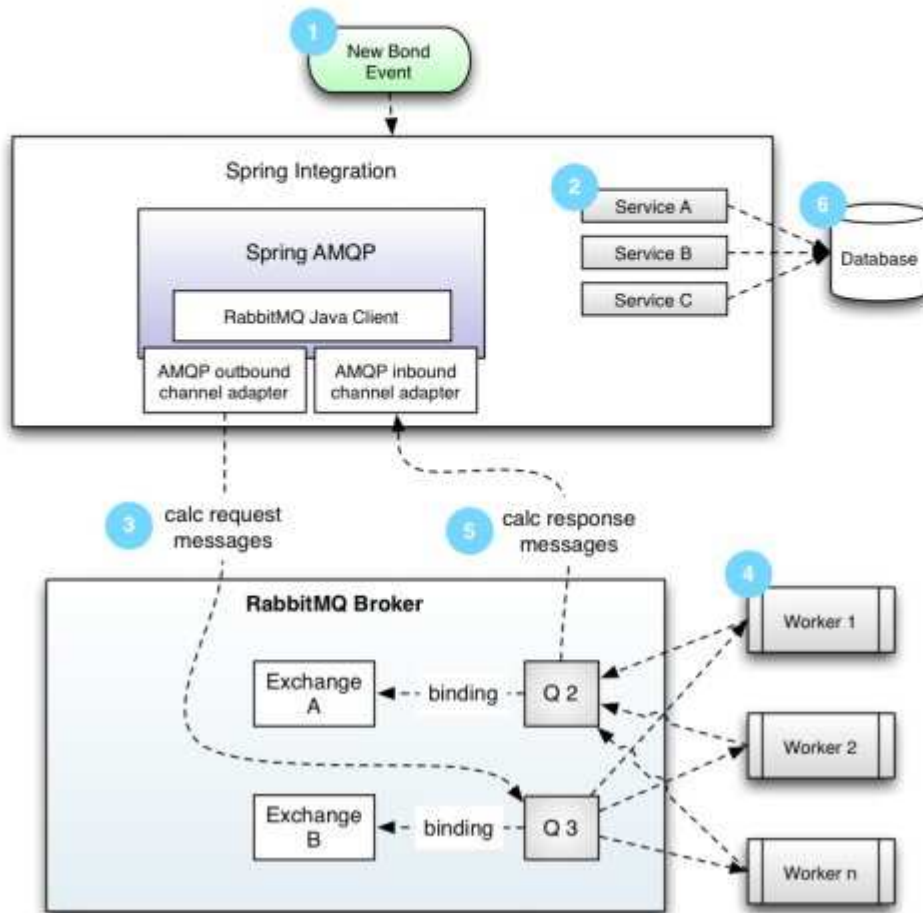 1
New Bond
Event
Spring Integration
2
Service A
6
Spring AMQP
Service B
Database
RabbitMQ Java Client
Service C
AMQP outbound
channel adapter
AMQP inbound
channel adapter
3
calc request
messages
5
calc response
messages
4
RabbitMQ Broker
Worker 1
Exchange
A
binding
Q 2
Worker 2
Exchange
B
binding
Q 3
Worker n